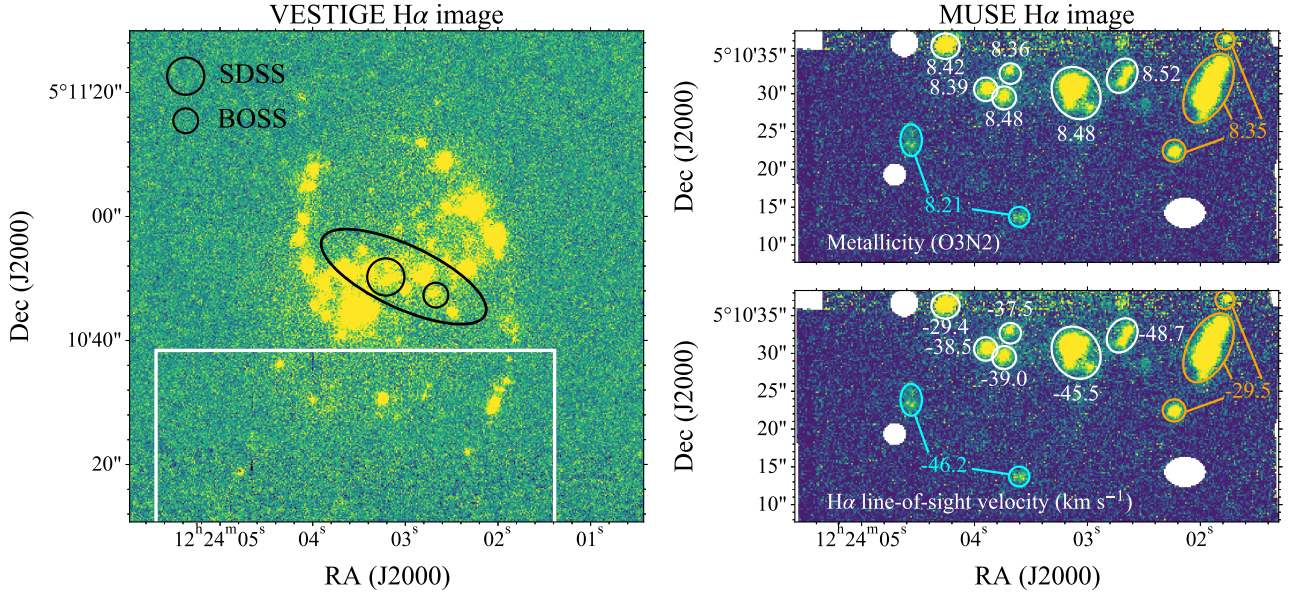 VESTIGE Hα image
SDSS
BOSS
Dec (J2000)
5°11'20"
00"
10'40"
20"
12ʰ24ᵐ05ˢ
04ˢ
03ˢ
02ˢ
01ˢ
RA (J2000)
MUSE Hα image
Dec (J2000)
5°10'35"
30"
25"
20"
15"
10"
8.42
8.36
8.39
8.48
8.48
8.52
8.35
8.21
Metallicity (O3N2)
Dec (J2000)
5°10'35"
30"
25"
20"
15"
10"
-37.5
-29.4
-38.5
-39.0
-45.5
-48.7
-29.5
-46.2
Hα line-of-sight velocity (km s⁻¹)
12ʰ24ᵐ05ˢ
04ˢ
03ˢ
02ˢ
RA (J2000)